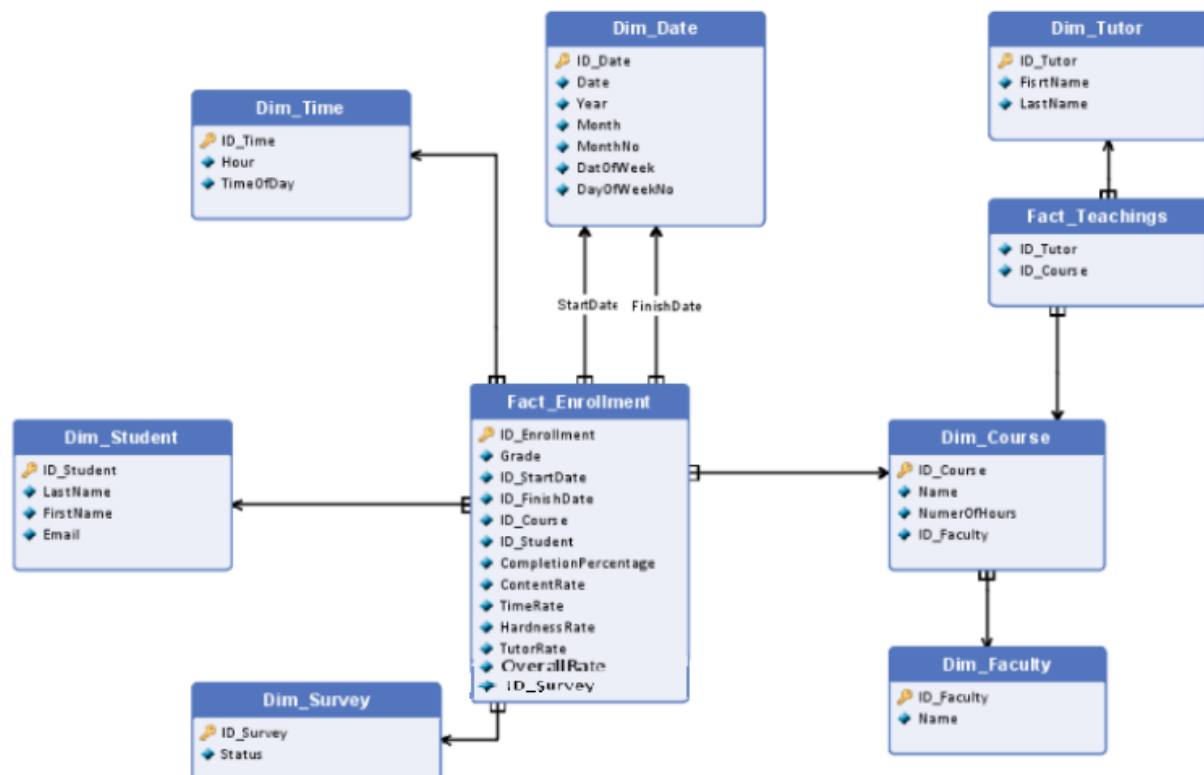 Dim_Date
ID_Date
Date
Year
Month
MonthNo
DatOfWeek
DayOfWeekNo
Dim_Tutor
ID_Tutor
FisrtName
LastName
Dim_Time
ID_Time
Hour
TimeOfDay
Fact_Teachings
ID_Tutor
ID_Course
StartDate
FinishDate
Fact_Enrollment
ID_Enrollment
Grade
ID_StartDate
ID_FinishDate
ID_Course
ID_Student
CompletionPercentage
ContentRate
TimeRate
HardnessRate
TutorRate
OverallRate
ID_Survey
Dim_Student
ID_Student
LastName
FirstName
Email
Dim_Course
ID_Course
Name
NumerOfHours
ID_Faculty
Dim_Faculty
ID_Faculty
Name
Dim_Survey
ID_Survey
Status